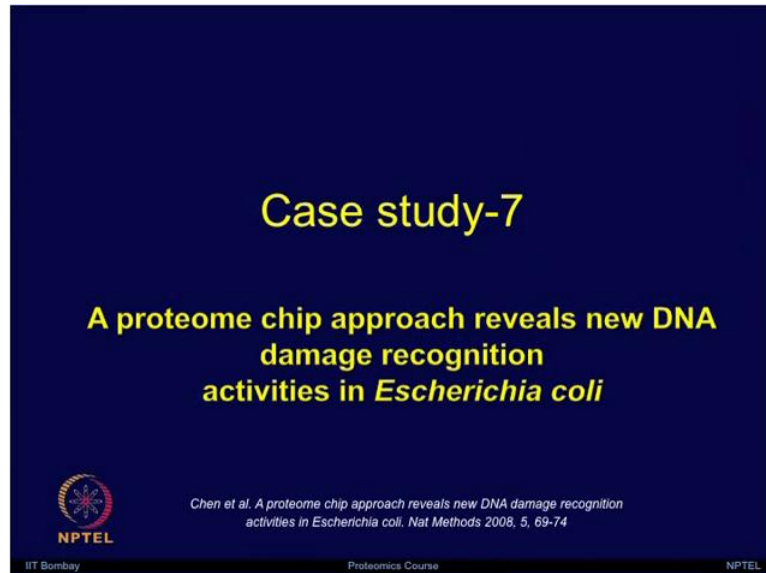 Case study-7
A proteome chip approach reveals new DNA
damage recognition
activities in Escherichia coli
Chen et al. A proteome chip approach reveals new DNA damage recognition
activities in Escherichia coli. Nat Methods 2008, 5, 69-74
NPTEL
IIT Bombay
Proteomics Course
NPTEL